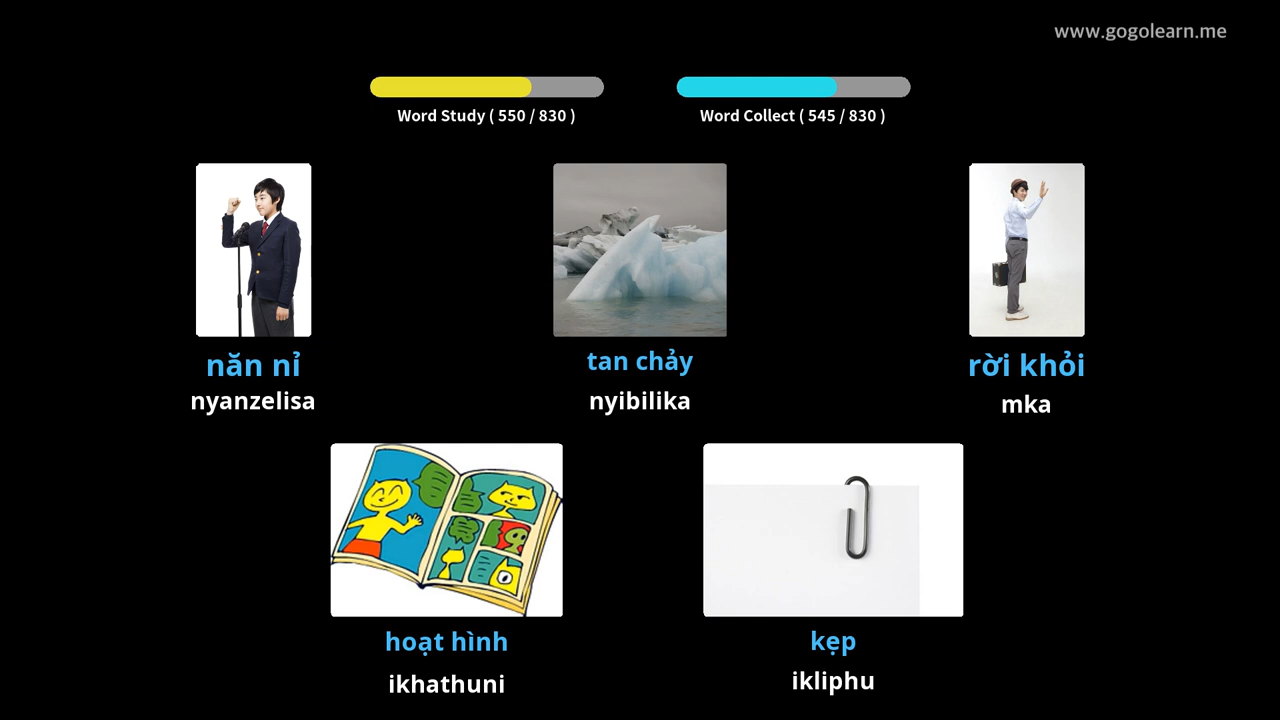 www.gogolearn.me
Word Study ( 550 / 830 )
Word Collect ( 545 / 830 )
năn nỉ
nyanzelisa
tan chảy
nyibilika
rời khỏi
mka
hoạt hình
ikhathuni
kẹp
ikliphu